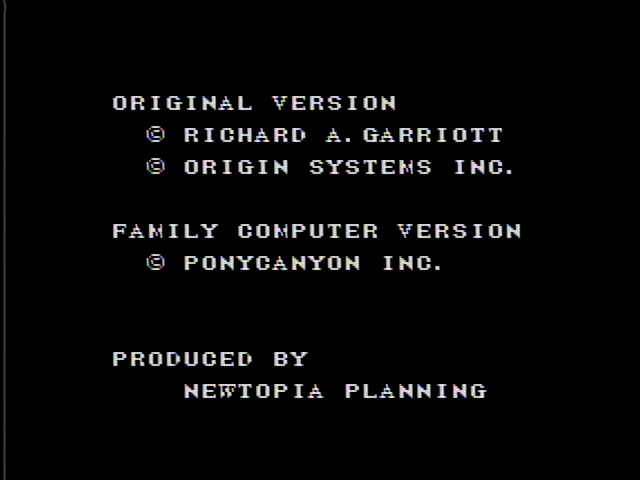 ORIGINAL VERSION
© RICHARD A.GARRIOTT
© ORIGIN SYSTEMS INC.
FAMILY COMPUTER VERSION
© PONYCANYON INC.
PRODUCED BY
NEWTOPIA PLANNING